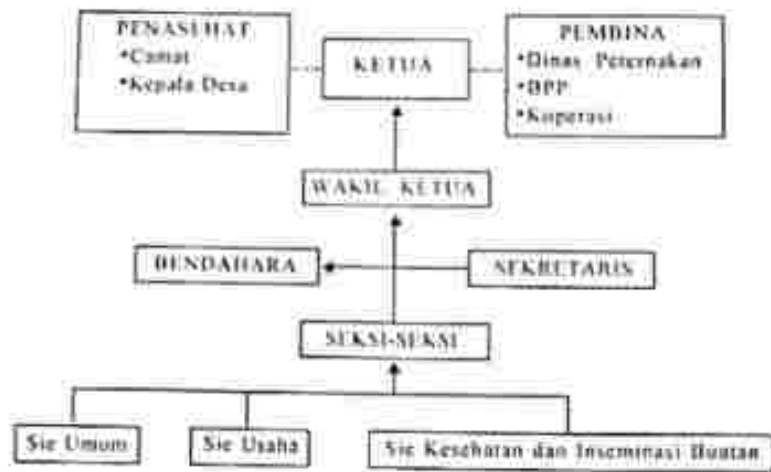 PENASEHAT
•Camat
•Kepala Desa
KETUA
PEMBINA
•Dinas Peternakan
•BPP
•Koperasi
WAKIL KETUA
BENDAHARA
SEKRETARIS
SEKSI-SEKSI
Sie Umum
Sie Usaha
Sie Kesehatan dan Inseminasi Buatan